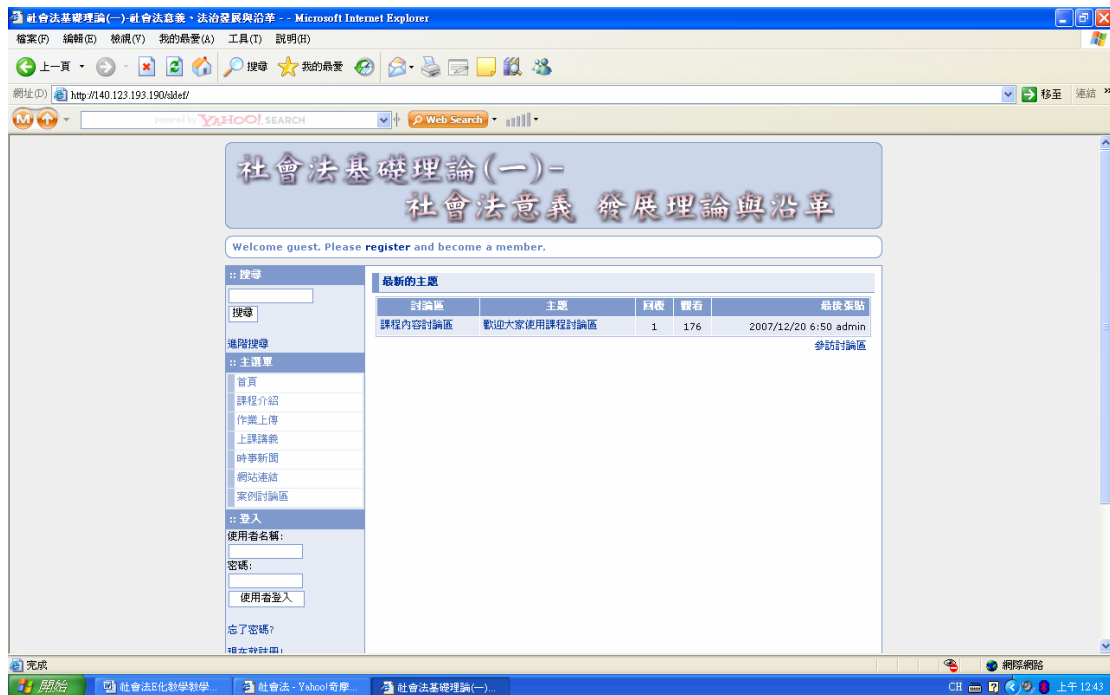 社會法基礎理論(一)-社會法意義、法治發展與沿革 - - Microsoft Internet Explorer
檔案(F) 編輯(E) 檢視(V) 我的最愛(A) 工具(T) 說明(H)
上一頁 搜尋 我的最愛
網址(D) http://140.123.193.190/sldef/ 移至 連結 »
powered by YAHOO! SEARCH Web Search
社會法基礎理論(一)-
社會法意義 發展理論與沿革
Welcome guest. Please register and become a member.
:: 搜尋
搜尋
進階搜尋
:: 主選單
首頁
課程介紹
作業上傳
上課講義
時事新聞
網站連結
案例討論區
:: 登入
使用者名稱:
密碼:
使用者登入
忘了密碼?
現在就註冊!
最新的主題
討論區 主題 回覆 觀看 最後張貼
課程內容討論區 歡迎大家使用課程討論區 1 176 2007/12/20 6:50 admin
參訪討論區
完成 網際網路
開始 社會法E化教學教學... 社會法 - Yahoo!奇摩... 社會法基礎理論(一)... CH 上午 12:43